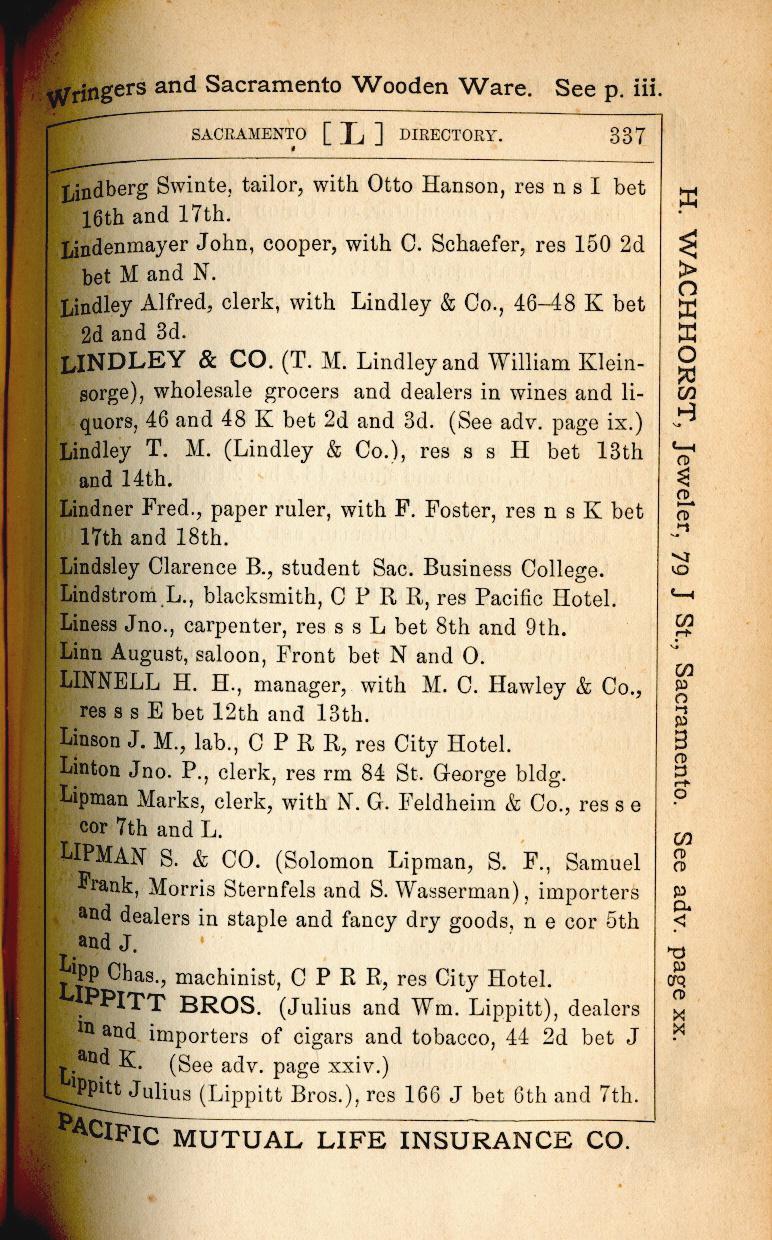 Wringers and Sacramento Wooden Ware. See p. iii.
SACRAMENTO [ L ] DIRECTORY. 337
Lindberg Swinte, tailor, with Otto Hanson, res n s I bet
16th and 17th.
Lindenmayer John, cooper, with C. Schaefer, res 150 2d
bet M and N.
Lindley Alfred, clerk, with Lindley & Co., 46–48 K bet
2d and 3d.
LINDLEY & CO. (T. M. Lindley and William Klein-
sorge), wholesale grocers and dealers in wines and li-
quors, 46 and 48 K bet 2d and 3d. (See adv. page ix.)
Lindley T. M. (Lindley & Co.), res s s H bet 13th
and 14th.
Lindner Fred., paper ruler, with F. Foster, res n s K bet
17th and 18th.
Lindsley Clarence B., student Sac. Business College.
Lindstrom L., blacksmith, C P R R, res Pacific Hotel.
Liness Jno., carpenter, res s s L bet 8th and 9th.
Linn August, saloon, Front bet N and O.
LINNELL H. H., manager, with M. C. Hawley & Co.,
res s s E bet 12th and 13th.
Linson J. M., lab., C P R R, res City Hotel.
Linton Jno. P., clerk, res rm 84 St. George bldg.
Lipman Marks, clerk, with N. G. Feldheim & Co., res s e
cor 7th and L.
LIPMAN S. & CO. (Solomon Lipman, S. F., Samuel
Frank, Morris Sternfels and S. Wasserman), importers
and dealers in staple and fancy dry goods, n e cor 5th
and J.
Lipp Chas., machinist, C P R R, res City Hotel.
LIPPITT BROS. (Julius and Wm. Lippitt), dealers
in and importers of cigars and tobacco, 44 2d bet J
and K. (See adv. page xxiv.)
Lippitt Julius (Lippitt Bros.), res 166 J bet 6th and 7th.
PACIFIC MUTUAL LIFE INSURANCE CO.
H. WACHHORST, Jeweler, 79 J St., Sacramento. See adv. page xx.